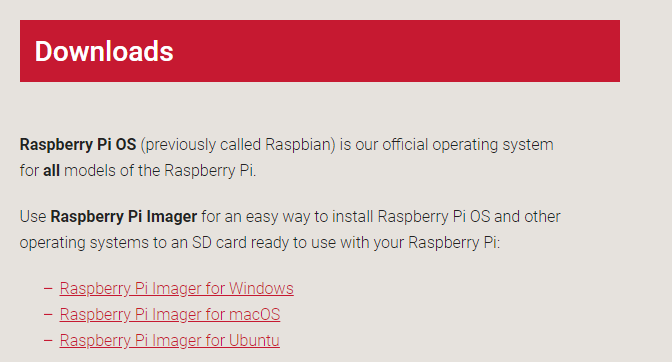 Downloads
Raspberry Pi OS (previously called Raspbian) is our official operating system
for all models of the Raspberry Pi.
Use Raspberry Pi Imager for an easy way to install Raspberry Pi OS and other
operating systems to an SD card ready to use with your Raspberry Pi:
– Raspberry Pi Imager for Windows
– Raspberry Pi Imager for macOS
– Raspberry Pi Imager for Ubuntu